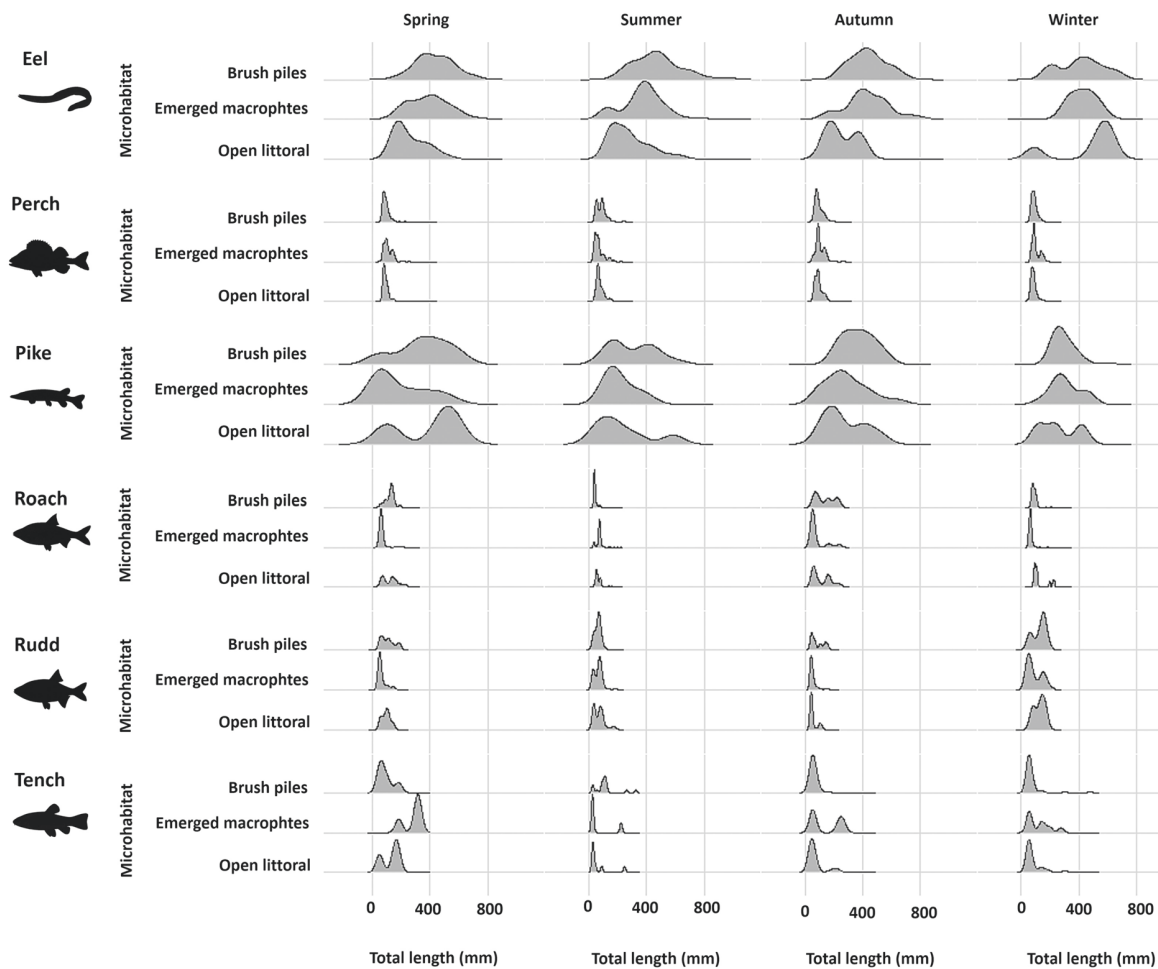 Spring Summer Autumn Winter
Eel
Microhabitat
Brush piles
Emerged macrophtes
Open littoral
Perch
Microhabitat
Brush piles
Emerged macrophtes
Open littoral
Pike
Microhabitat
Brush piles
Emerged macrophtes
Open littoral
Roach
Microhabitat
Brush piles
Emerged macrophtes
Open littoral
Rudd
Microhabitat
Brush piles
Emerged macrophtes
Open littoral
Tench
Microhabitat
Brush piles
Emerged macrophtes
Open littoral
0 400 800 0 400 800 0 400 800 0 400 800
Total length (mm) Total length (mm) Total length (mm) Total length (mm)